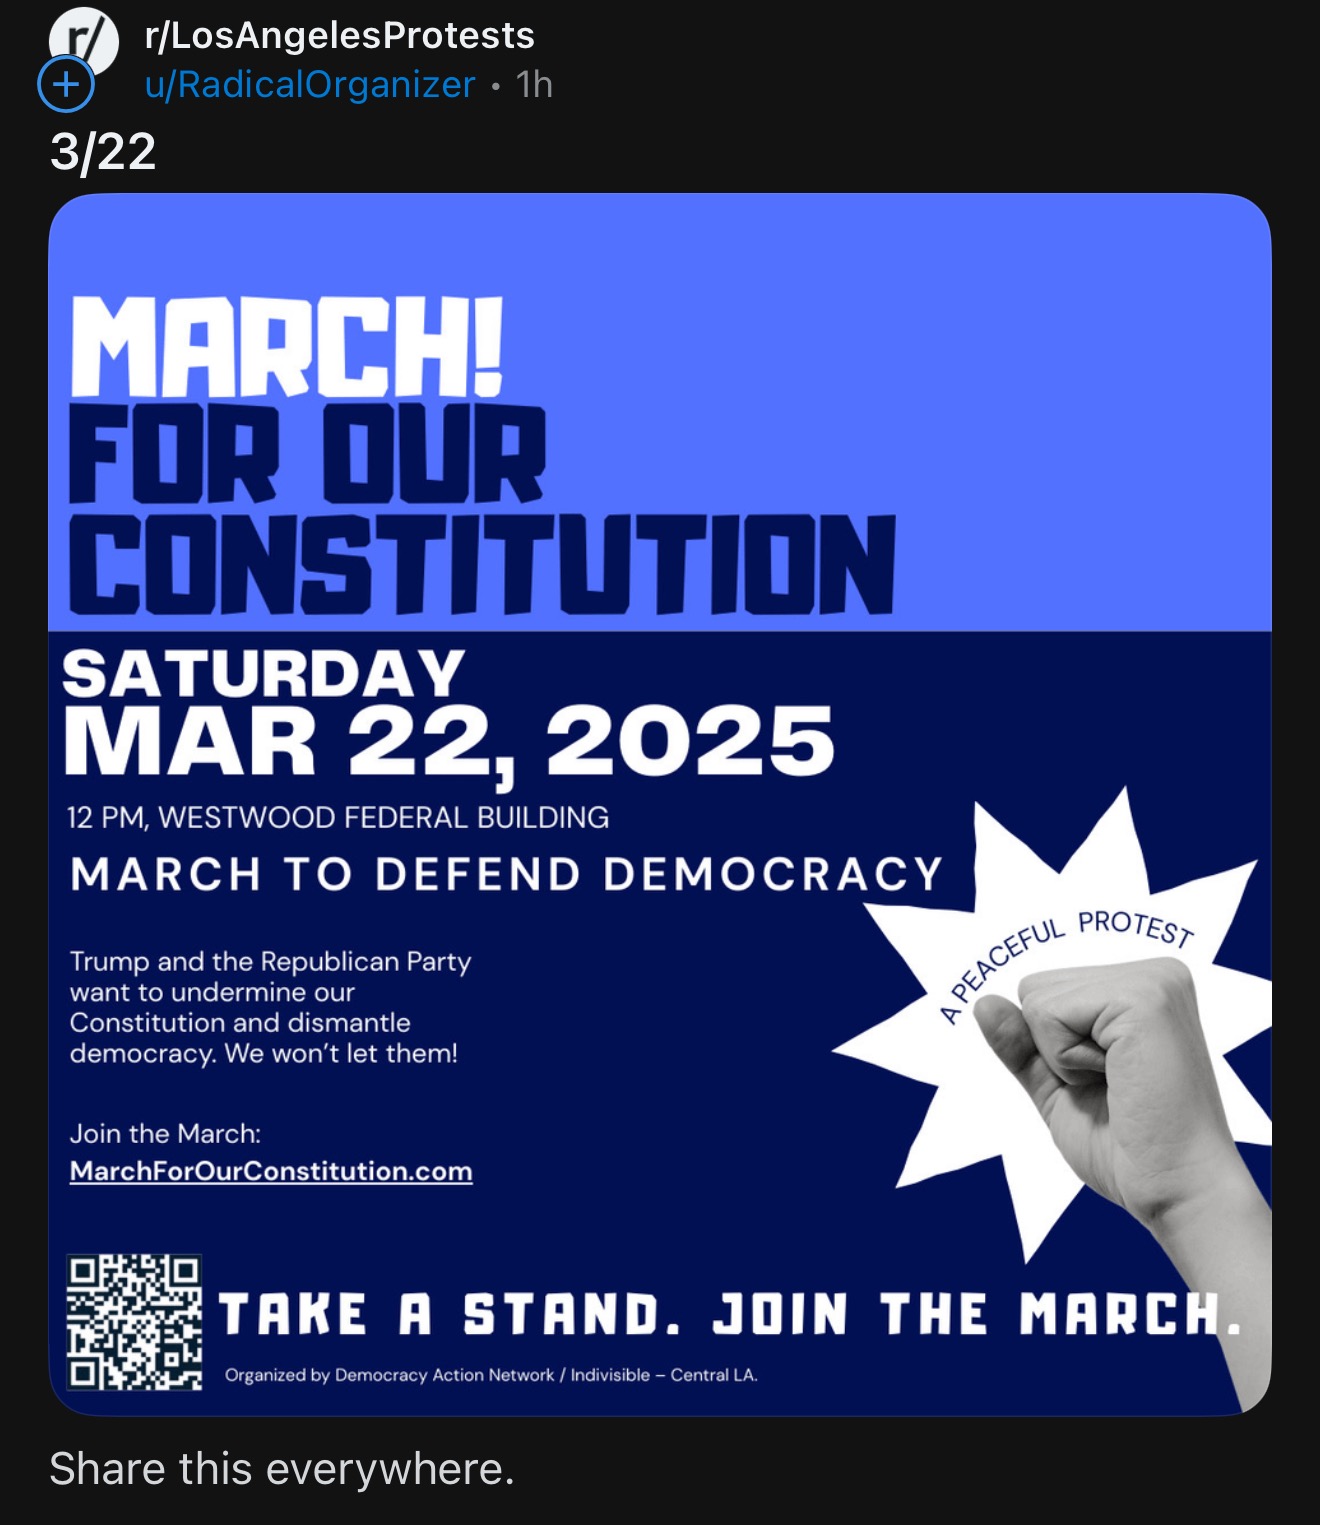 r/
r/LosAngelesProtests
u/RadicalOrganizer • 1h
3/22
MARCH!
FOR OUR
CONSTITUTION
SATURDAY
MAR 22, 2025
12 PM, WESTWOOD FEDERAL BUILDING
MARCH TO DEFEND DEMOCRACY
A PEACEFUL PROTEST
Trump and the Republican Party
want to undermine our
Constitution and dismantle
democracy. We won’t let them!
Join the March:
MarchForOurConstitution.com
TAKE A STAND. JOIN THE MARCH.
Organized by Democracy Action Network / Indivisible – Central LA.
Share this everywhere.